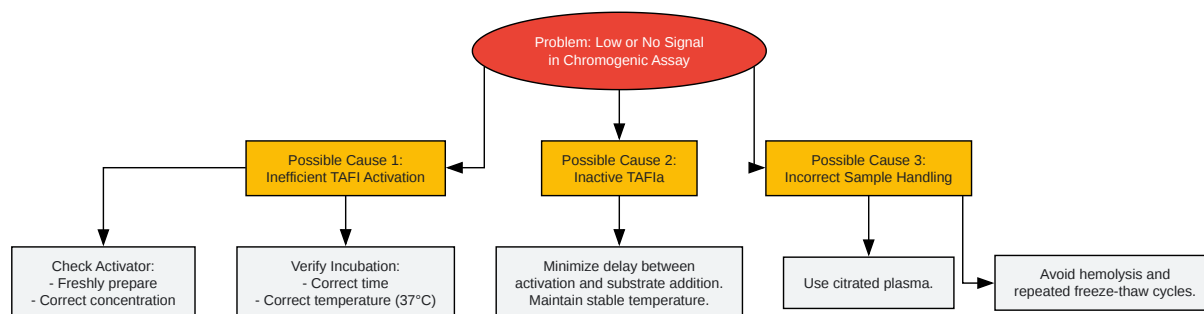 Problem: Low or No Signal
in Chromogenic Assay
Possible Cause 1:
Inefficient TAFI Activation
Possible Cause 2:
Inactive TAFIa
Possible Cause 3:
Incorrect Sample Handling
Check Activator:
- Freshly prepare
- Correct concentration
Verify Incubation:
- Correct time
- Correct temperature (37°C)
Minimize delay between
activation and substrate addition.
Maintain stable temperature.
Use citrated plasma.
Avoid hemolysis and
repeated freeze-thaw cycles.